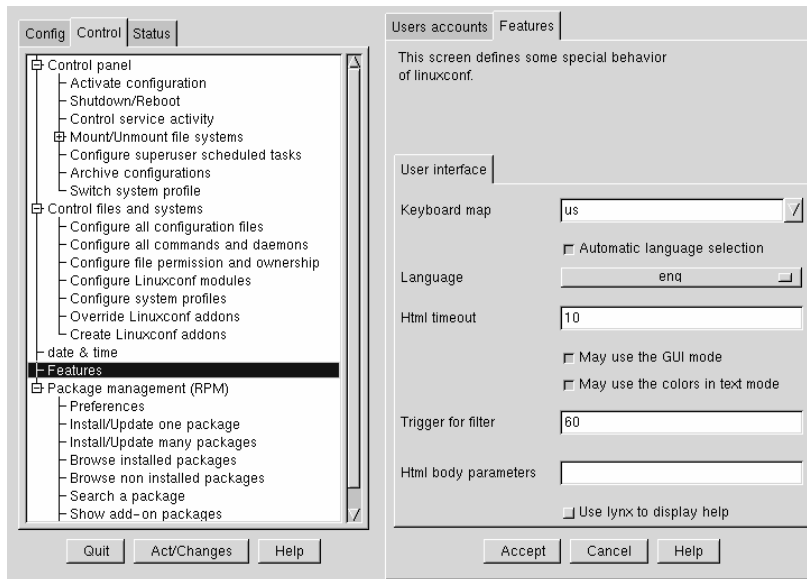 Config Control Status
Control panel
Activate configuration
Shutdown/Reboot
Control service activity
Mount/Unmount file systems
Configure superuser scheduled tasks
Archive configurations
Switch system profile
Control files and systems
Configure all configuration files
Configure all commands and daemons
Configure file permission and ownership
Configure Linuxconf modules
Configure system profiles
Override Linuxconf addons
Create Linuxconf addons
date & time
Features
Package management (RPM)
Preferences
Install/Update one package
Install/Update many packages
Browse installed packages
Browse non installed packages
Search a package
Show add-on packages
Quit Act/Changes Help
Users accounts Features
This screen defines some special behavior
of linuxconf.
User interface
Keyboard map us
Automatic language selection
Language eng
Html timeout 10
May use the GUI mode
May use the colors in text mode
Trigger for filter 60
Html body parameters
Use lynx to display help
Accept Cancel Help